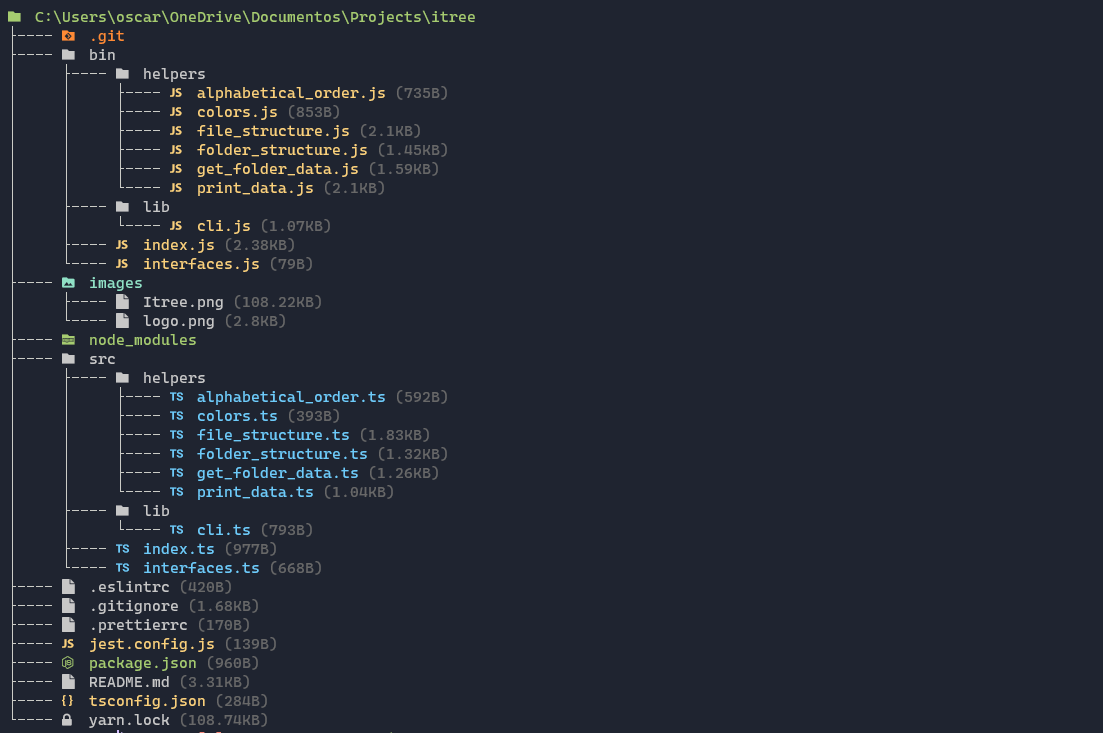 C:\Users\oscar\OneDrive\Documentos\Projects\itree
.git
bin
helpers
JS alphabetical_order.js (735B)
JS colors.js (853B)
JS file_structure.js (2.1KB)
JS folder_structure.js (1.45KB)
JS get_folder_data.js (1.59KB)
JS print_data.js (2.1KB)
lib
JS cli.js (1.07KB)
JS index.js (2.38KB)
JS interfaces.js (79B)
images
Itree.png (108.22KB)
logo.png (2.8KB)
node_modules
src
helpers
TS alphabetical_order.ts (592B)
TS colors.ts (393B)
TS file_structure.ts (1.83KB)
TS folder_structure.ts (1.32KB)
TS get_folder_data.ts (1.26KB)
TS print_data.ts (1.04KB)
lib
TS cli.ts (793B)
TS index.ts (977B)
TS interfaces.ts (668B)
.eslintrc (420B)
.gitignore (1.68KB)
.prettierrc (170B)
JS jest.config.js (139B)
package.json (960B)
README.md (3.31KB)
{} tsconfig.json (284B)
yarn.lock (108.74KB)